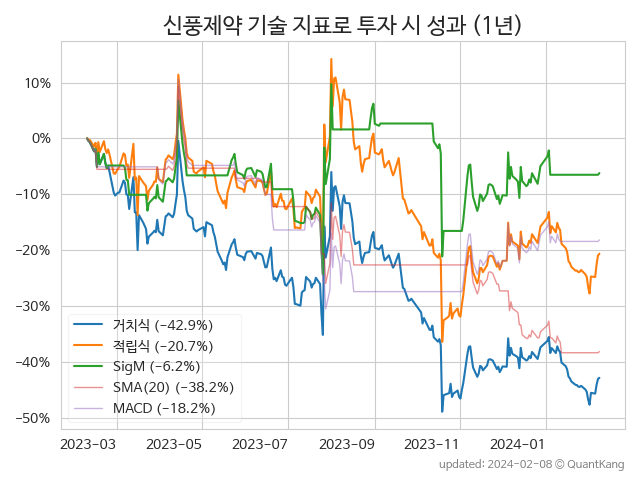 신풍제약 기술 지표로 투자 시 성과 (1년)
10%
0%
−10%
−20%
−30%
−40%
−50%
거치식 (−42.9%)
적립식 (−20.7%)
SigM (−6.2%)
SMA(20) (−38.2%)
MACD (−18.2%)
2023-03 2023-05 2023-07 2023-09 2023-11 2024-01
updated: 2024-02-08 © QuantKang